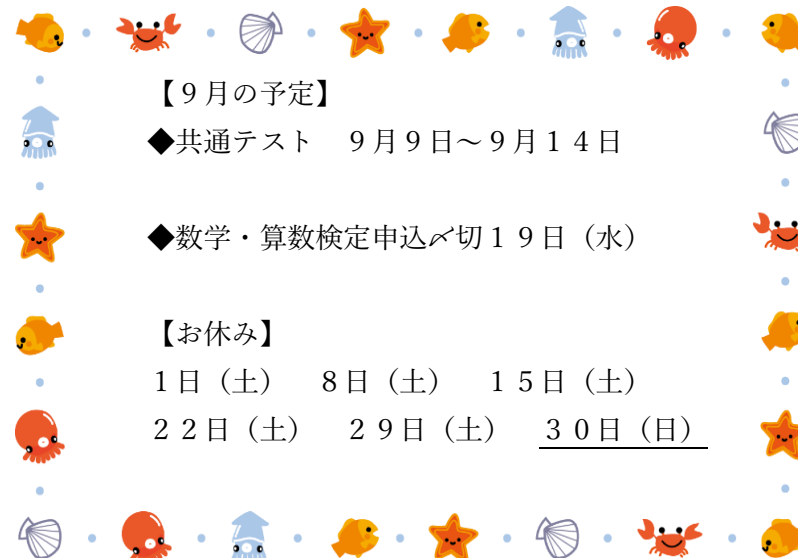 【９月の予定】
◆共通テスト　９月９日～９月１４日
◆数学・算数検定申込〆切１９日（水）
【お休み】
１日（土）　８日（土）　１５日（土）
２２日（土）　２９日（土）　３０日（日）